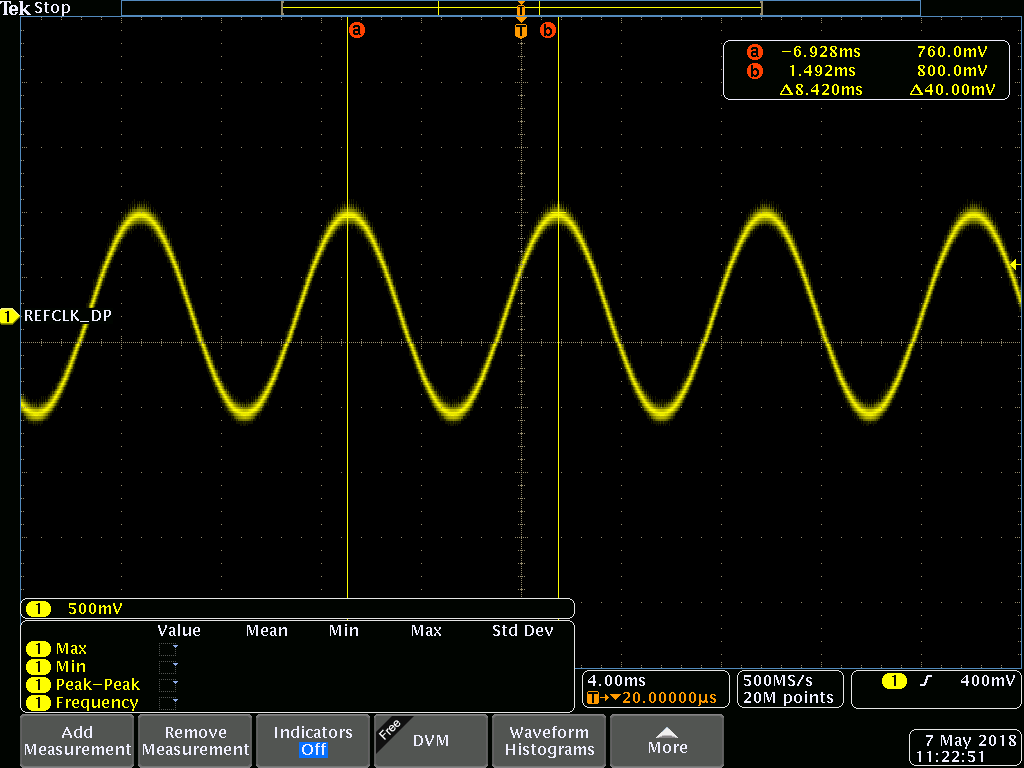 Tek Stop
T
a T b
a −6.928ms 760.0mV
b 1.492ms 800.0mV
Δ8.420ms Δ40.00mV
1 REFCLK_DP
1 500mV
Value Mean Min Max Std Dev
1 Max
1 Min
1 Peak−Peak
1 Frequency
4.00ms
T→▼20.00000µs
500MS/s
20M points
1 400mV
Add Measurement
Remove Measurement
Indicators
Off
Free
DVM
Waveform Histograms
More
7 May 2018
11:22:51